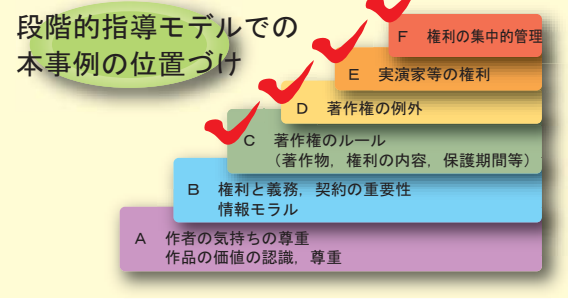 段階的指導モデルでの
本事例の位置づけ
F 権利の集中的管理
E 実演家等の権利
D 著作権の例外
C 著作権のルール
（著作物，権利の内容，保護期間等）
B 権利と義務，契約の重要性
情報モラル
A 作者の気持ちの尊重
作品の価値の認識，尊重